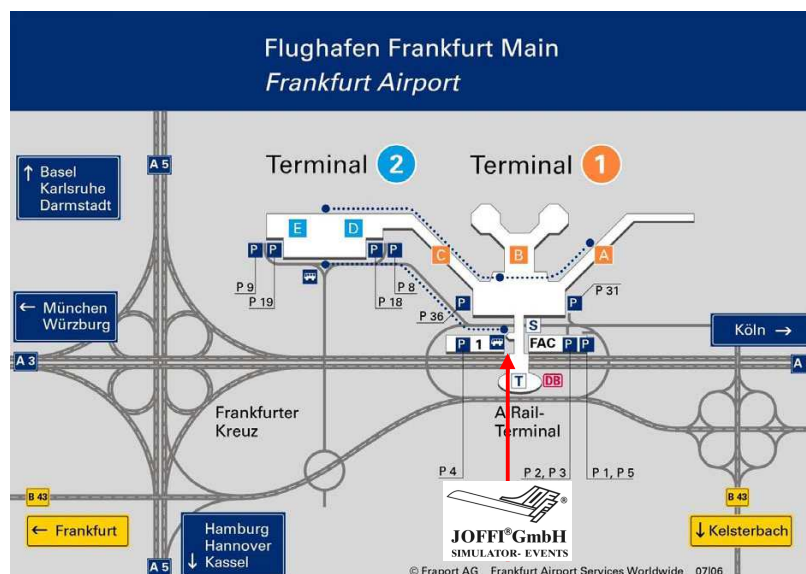 Flughafen Frankfurt Main
Frankfurt Airport
↑ Basel
Karlsruhe
Darmstadt
A 5
Terminal 2
Terminal 1
E
D
C
B
A
P
P
P
P
P 9
P 19
P 18
P 8
P 36
P
P
P 31
← München
Würzburg
Köln →
S
P 1
FAC
P
P
A 3
A
T
DB
Frankfurter
Kreuz
AIRail-
Terminal
P 4
P 2, P 3
P 1, P 5
B 43
B 43
← Frankfurt
Hamburg
Hannover
↓ Kassel
A 5
JOFFI®GmbH
SIMULATOR- EVENTS
®
↓ Kelsterbach
© Fraport AG Frankfurt Airport Services Worldwide 07|06